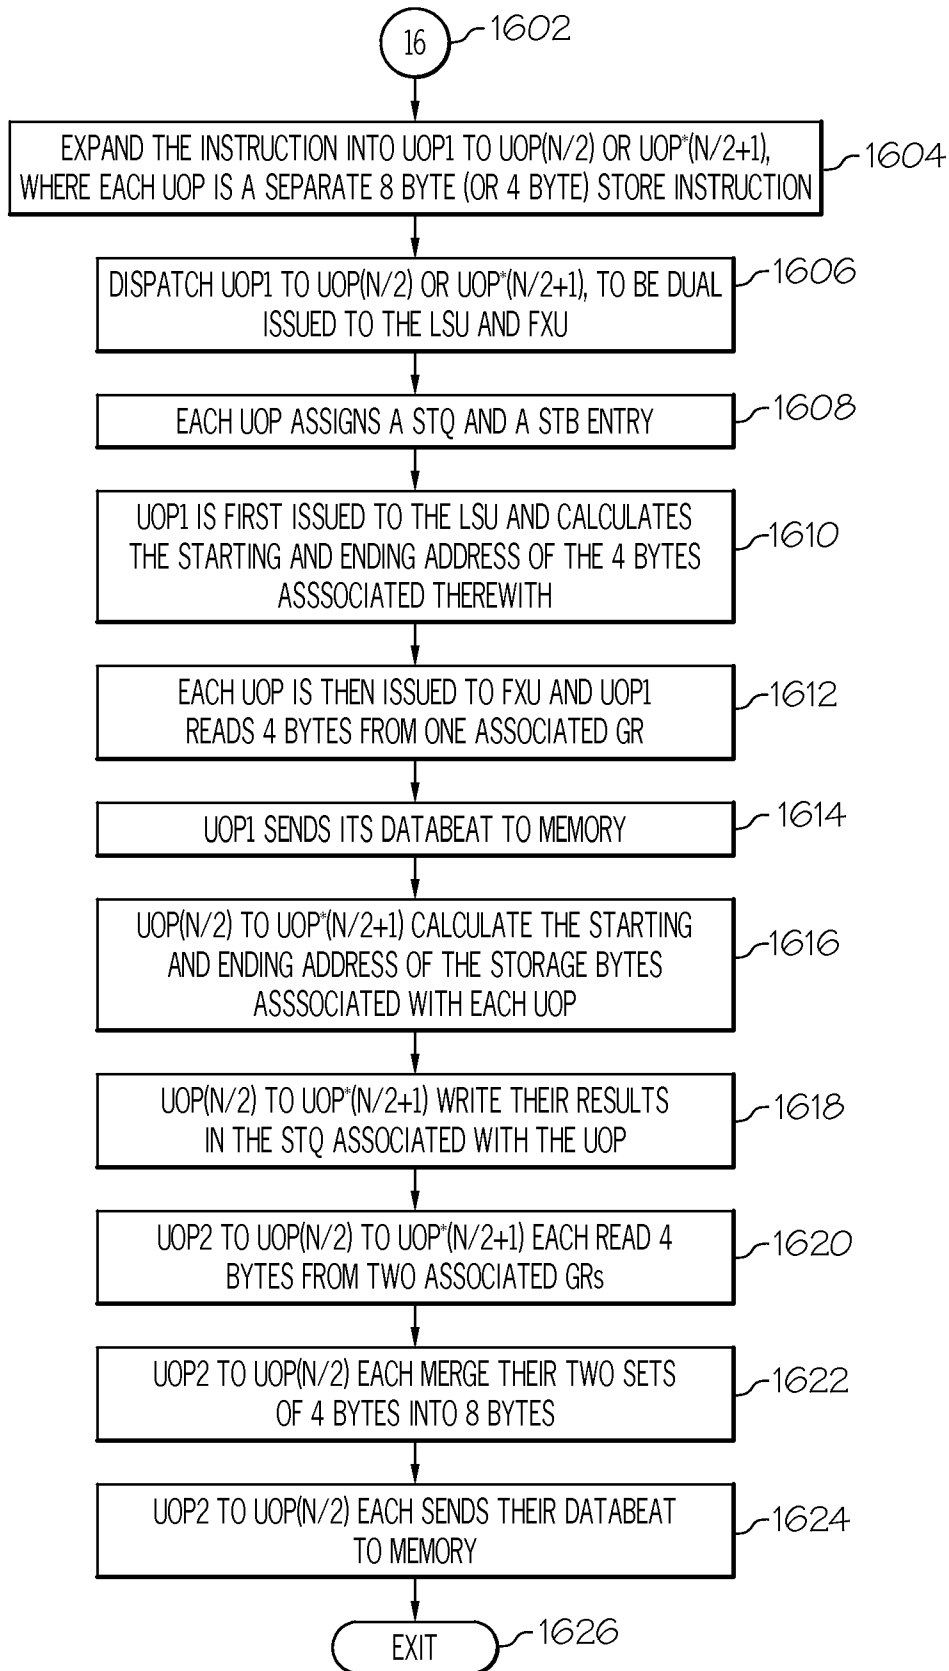 16
1602
EXPAND THE INSTRUCTION INTO UOP1 TO UOP(N/2) OR UOP*(N/2+1),
WHERE EACH UOP IS A SEPARATE 8 BYTE (OR 4 BYTE) STORE INSTRUCTION
1604
DISPATCH UOP1 TO UOP(N/2) OR UOP*(N/2+1), TO BE DUAL
ISSUED TO THE LSU AND FXU
1606
EACH UOP ASSIGNS A STQ AND A STB ENTRY
1608
UOP1 IS FIRST ISSUED TO THE LSU AND CALCULATES
THE STARTING AND ENDING ADDRESS OF THE 4 BYTES
ASSSOCIATED THEREWITH
1610
EACH UOP IS THEN ISSUED TO FXU AND UOP1
READS 4 BYTES FROM ONE ASSOCIATED GR
1612
UOP1 SENDS ITS DATABEAT TO MEMORY
1614
UOP(N/2) TO UOP*(N/2+1) CALCULATE THE STARTING
AND ENDING ADDRESS OF THE STORAGE BYTES
ASSSOCIATED WITH EACH UOP
1616
UOP(N/2) TO UOP*(N/2+1) WRITE THEIR RESULTS
IN THE STQ ASSOCIATED WITH THE UOP
1618
UOP2 TO UOP(N/2) TO UOP*(N/2+1) EACH READ 4
BYTES FROM TWO ASSOCIATED GRs
1620
UOP2 TO UOP(N/2) EACH MERGE THEIR TWO SETS
OF 4 BYTES INTO 8 BYTES
1622
UOP2 TO UOP(N/2) EACH SENDS THEIR DATABEAT
TO MEMORY
1624
EXIT
1626